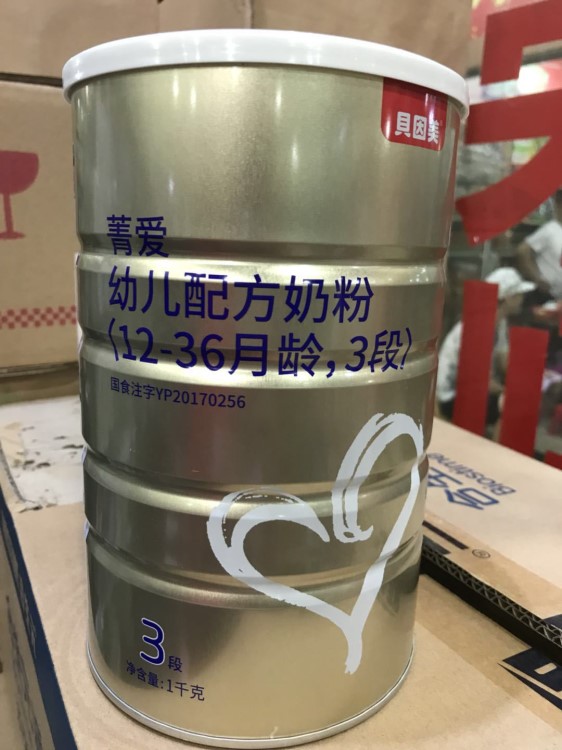 貝因美
菁爱
幼儿配方奶粉
(12-36月龄,3段)
国食注字YP20170256
3段
净含量:1千克